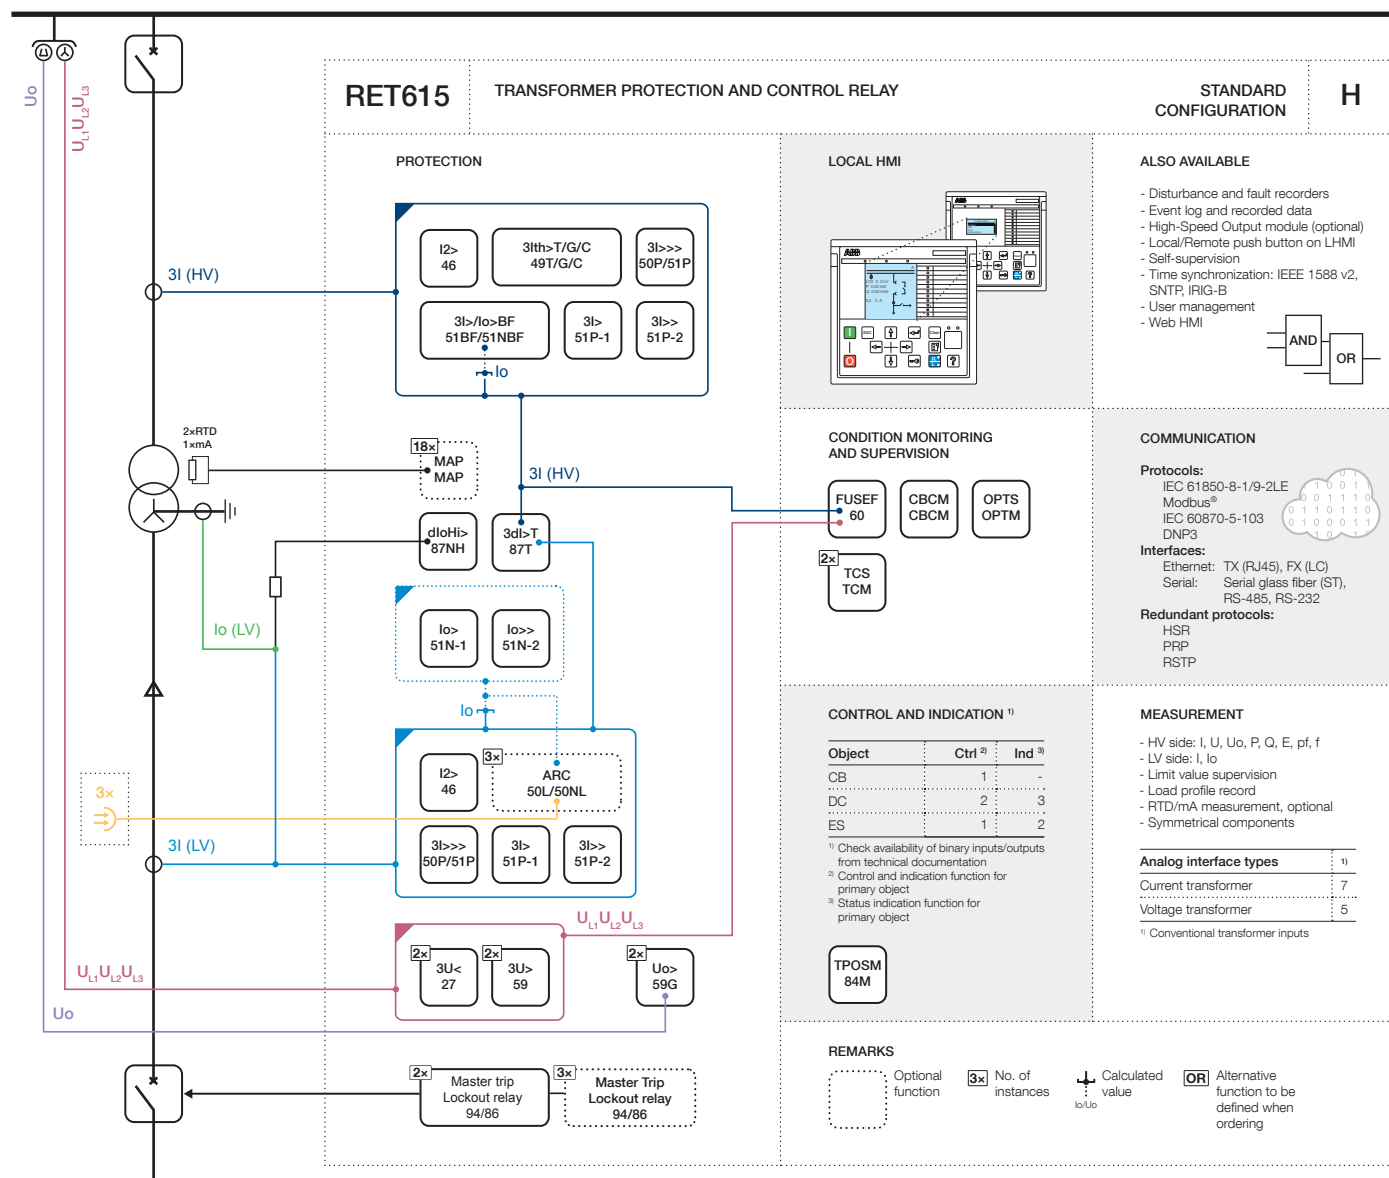 RET615
TRANSFORMER PROTECTION AND CONTROL RELAY
STANDARD
CONFIGURATION
H
Uo
UL1UL2UL3
PROTECTION
I2>
46
3Ith>T/G/C
49T/G/C
3I>>>
50P/51P
3I (HV)
3I>/Io>BF
51BF/51NBF
3I>
51P-1
3I>>
51P-2
Io
2×RTD
1×mA
18×
MAP
MAP
3I (HV)
dIoHi>
87NH
3dI>T
87T
Io>
51N-1
Io>>
51N-2
Io (LV)
Io
I2>
46
3×
ARC
50L/50NL
3×
3I (LV)
3I>>>
50P/51P
3I>
51P-1
3I>>
51P-2
UL1UL2UL3
2×
3U<
27
2×
3U>
59
2×
Uo>
59G
UL1UL2UL3
Uo
2×
Master trip
Lockout relay
94/86
3×
Master Trip
Lockout relay
94/86
LOCAL HMI
ABB
ABB
ESC
ALSO AVAILABLE
- Disturbance and fault recorders
- Event log and recorded data
- High-Speed Output module (optional)
- Local/Remote push button on LHMI
- Self-supervision
- Time synchronization: IEEE 1588 v2,
SNTP, IRIG-B
- User management
- Web HMI
AND
OR
CONDITION MONITORING
AND SUPERVISION
FUSEF
60
CBCM
CBCM
OPTS
OPTM
2×
TCS
TCM
COMMUNICATION
Protocols:
IEC 61850-8-1/9-2LE
Modbus®
IEC 60870-5-103
DNP3
Interfaces:
Ethernet: TX (RJ45), FX (LC)
Serial: Serial glass fiber (ST),
RS-485, RS-232
Redundant protocols:
HSR
PRP
RSTP
CONTROL AND INDICATION 1)
Object Ctrl 2) Ind 3)
CB 1 -
DC 2 3
ES 1 2
1) Check availability of binary inputs/outputs
from technical documentation
2) Control and indication function for
primary object
3) Status indication function for
primary object
TPOSM
84M
MEASUREMENT
- HV side: I, U, Uo, P, Q, E, pf, f
- LV side: I, Io
- Limit value supervision
- Load profile record
- RTD/mA measurement, optional
- Symmetrical components
Analog interface types 1)
Current transformer 7
Voltage transformer 5
1) Conventional transformer inputs
REMARKS
Optional
function
3×
No. of
instances
Io/Uo
Calculated
value
OR
Alternative
function to be
defined when
ordering